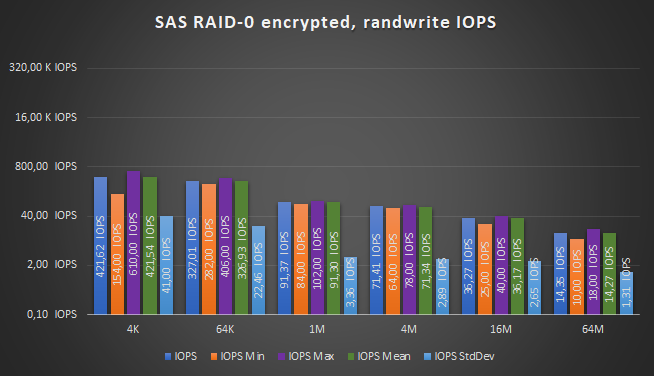 SAS RAID-0 encrypted, randwrite IOPS
320,00 K IOPS
16,00 K IOPS
800,00 IOPS
40,00 IOPS
2,00 IOPS
0,10 IOPS
421,62 IOPS
154,00 IOPS
610,00 IOPS
421,54 IOPS
41,00 IOPS
327,01 IOPS
282,00 IOPS
406,00 IOPS
326,93 IOPS
22,46 IOPS
91,37 IOPS
84,00 IOPS
102,00 IOPS
91,30 IOPS
3,36 IOPS
71,41 IOPS
64,00 IOPS
78,00 IOPS
71,34 IOPS
2,89 IOPS
36,27 IOPS
25,00 IOPS
40,00 IOPS
36,17 IOPS
2,65 IOPS
14,35 IOPS
10,00 IOPS
18,00 IOPS
14,27 IOPS
1,31 IOPS
4K 64K 1M 4M 16M 64M
IOPS IOPS Min IOPS Max IOPS Mean IOPS StdDev